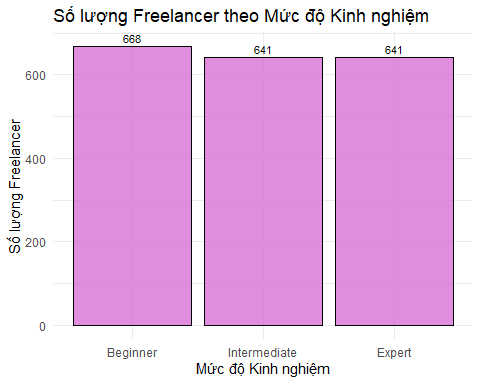 Số lượng Freelancer theo Mức độ Kinh nghiệm
668
641
641
600
400
200
0
Số lượng Freelancer
Beginner
Intermediate
Expert
Mức độ Kinh nghiệm